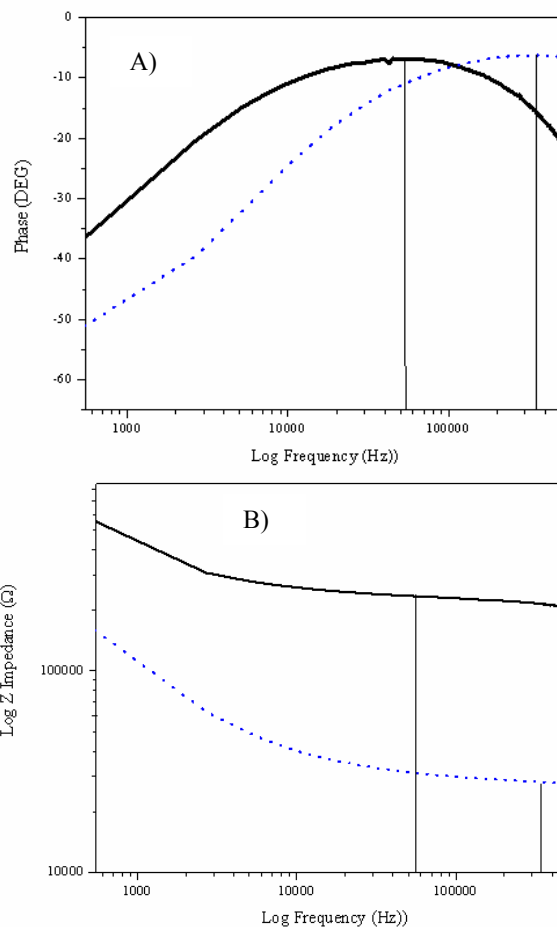 A)
0
-10
-20
-30
-40
-50
-60
Phase (DEG)
1000 10000 100000
Log Frequency (Hz))
B)
100000
10000
Log Z Impedance (Ω)
1000 10000 100000
Log Frequency (Hz))